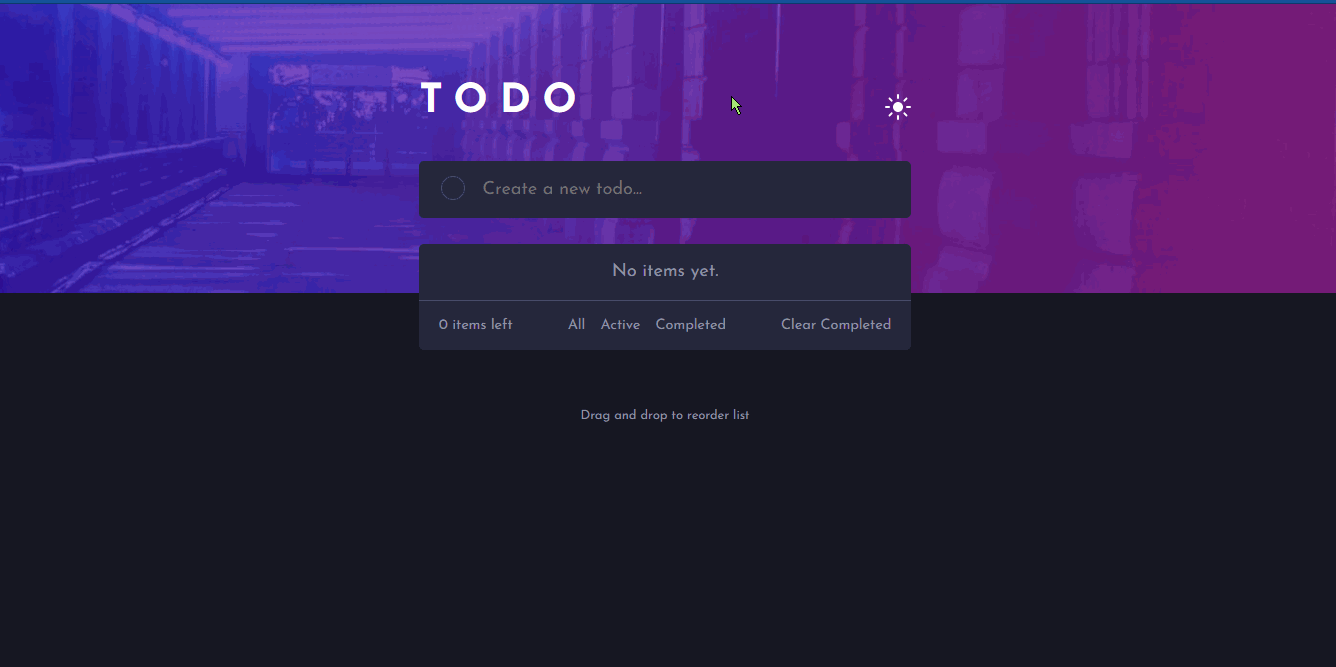 TODO
Create a new todo...
No items yet.
0 items left All Active Completed Clear Completed
Drag and drop to reorder list